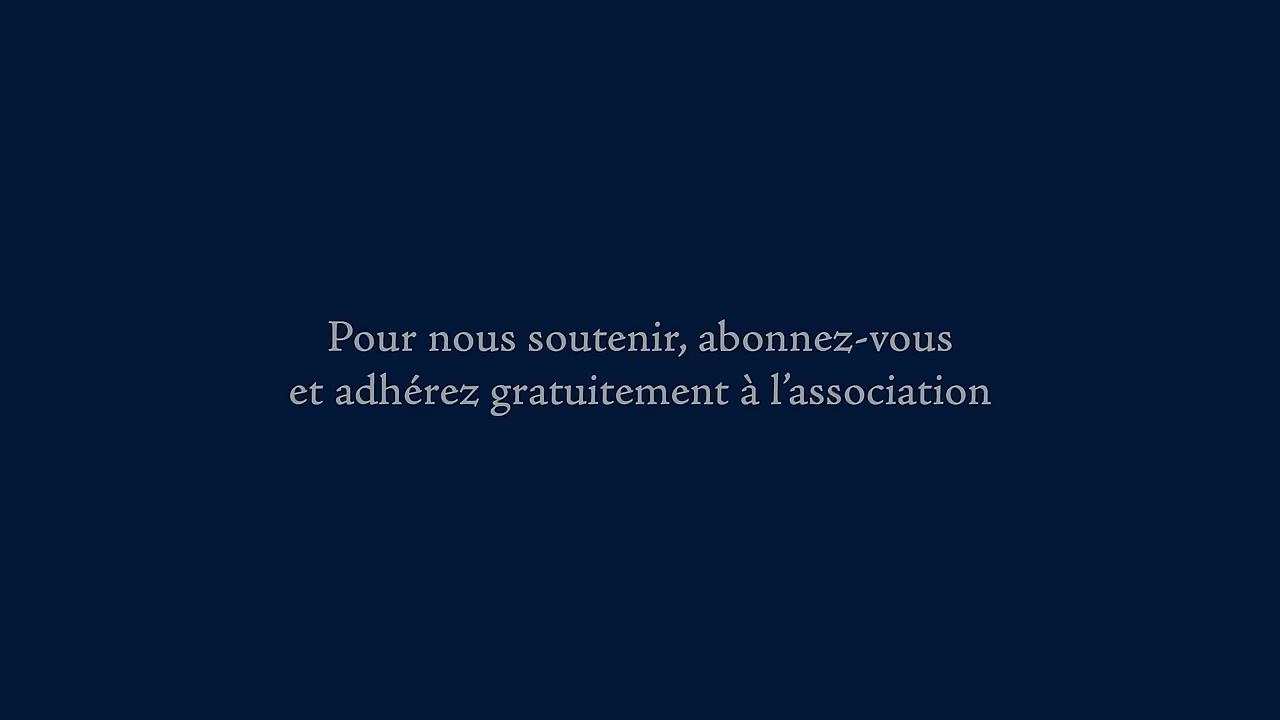 Pour nous soutenir, abonnez-vous
et adhérez gratuitement à l’association